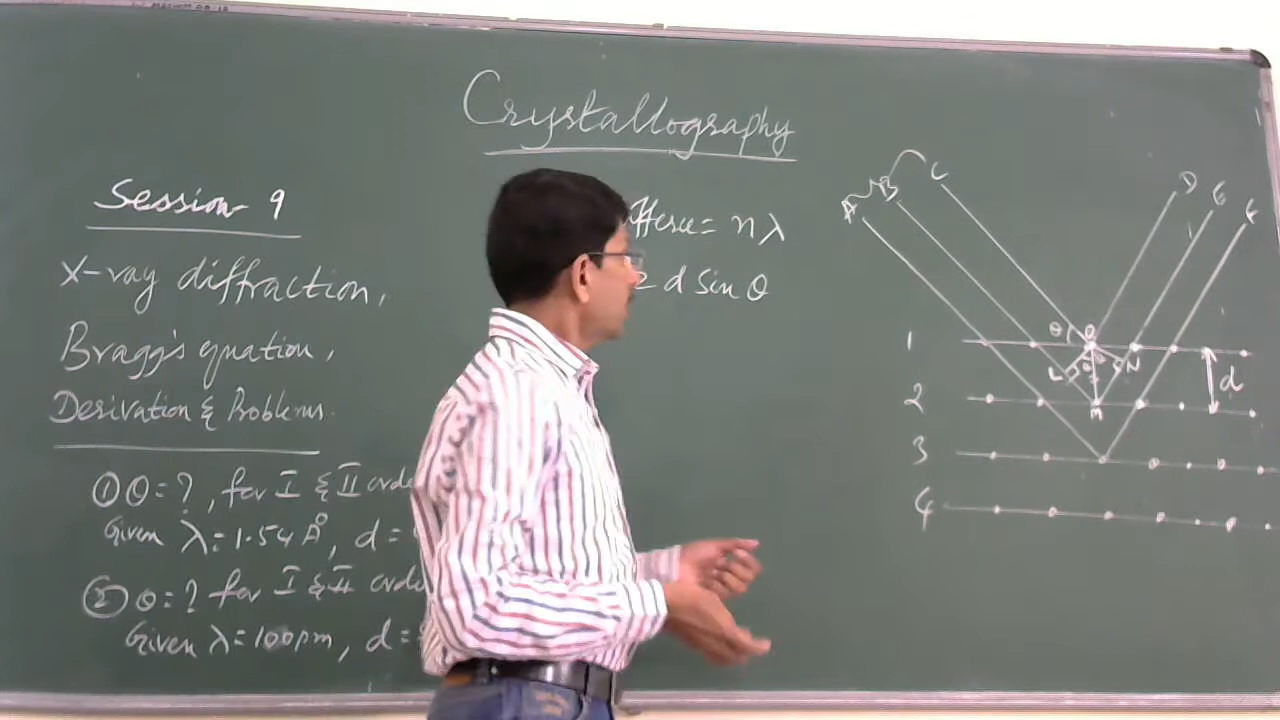 Crystallography
Session 9
X-ray diffraction,
Bragg's equation,
Derivation & Problems.
① θ = ?, for I & II orde
Given λ = 1.54 A°, d =
② θ = ? for I & II orde
Given λ = 100pm, d =
= nλ
2 d sin θ
A B C D
1 θ O
L N d
2 M
3
4